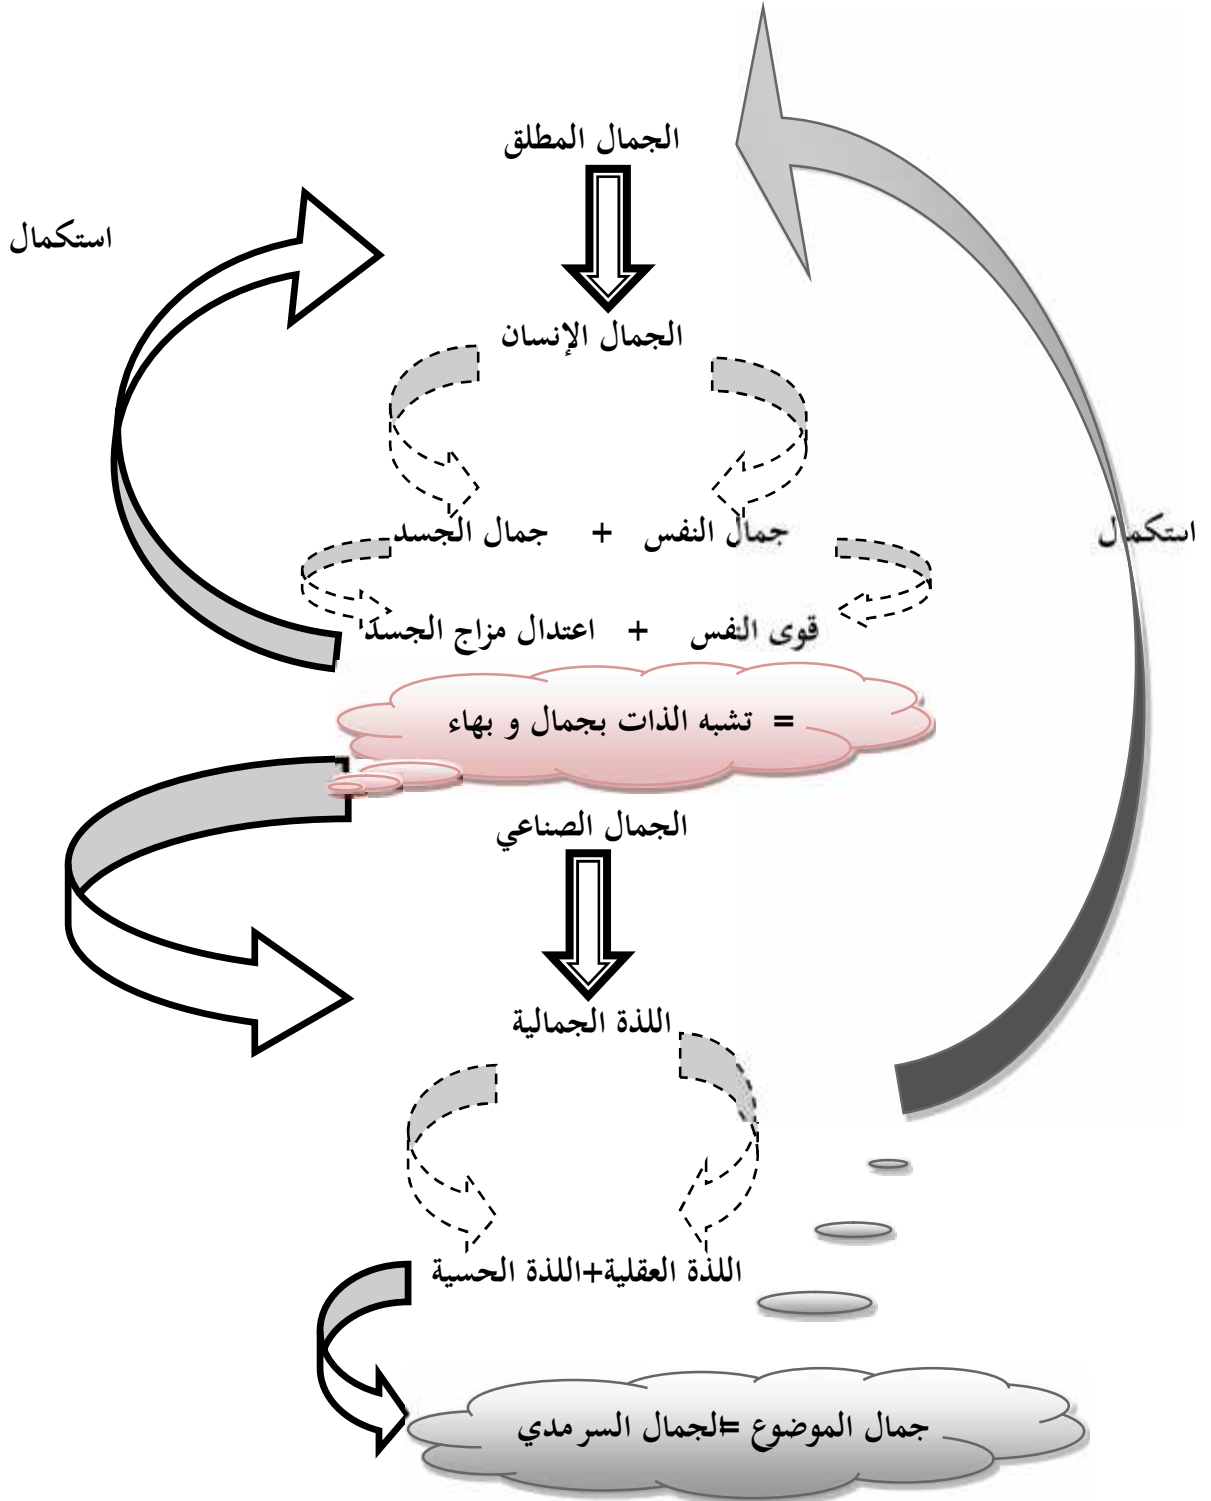 الجمال المطلق
استكمال
الجمال الإنسان
جمال النفس + جمال الجسد
استكمال
قوى النفس + اعتدال مزاج الجسد
= تشبه الذات بجمال و بهاء
الجمال الصناعي
اللذة الجمالية
اللذة العقلية+اللذة الحسية
جمال الموضوع =لجمال السرمدي